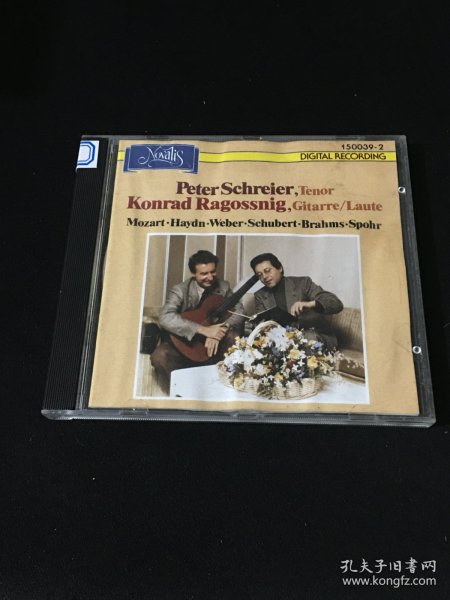 Novalis
150039-2
DIGITAL RECORDING
Peter Schreier, Tenor
Konrad Ragossnig, Gitarre/Laute
Mozart·Haydn·Weber·Schubert·Brahms·Spohr
孔夫子旧书网
www.kongfz.com